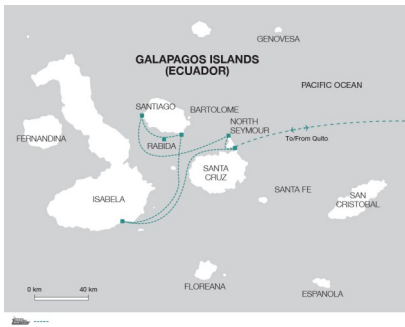 GENOVESA
GALAPAGOS ISLANDS
(ECUADOR)
PACIFIC OCEAN
SANTIAGO
BARTOLOME
NORTH
SEYMOUR
FERNANDINA
RABIDA
To/From Quito
SANTA
CRUZ
ISABELA
SANTA FE
SAN
CRISTOBAL
0 km
40 km
FLOREANA
ESPANOLA